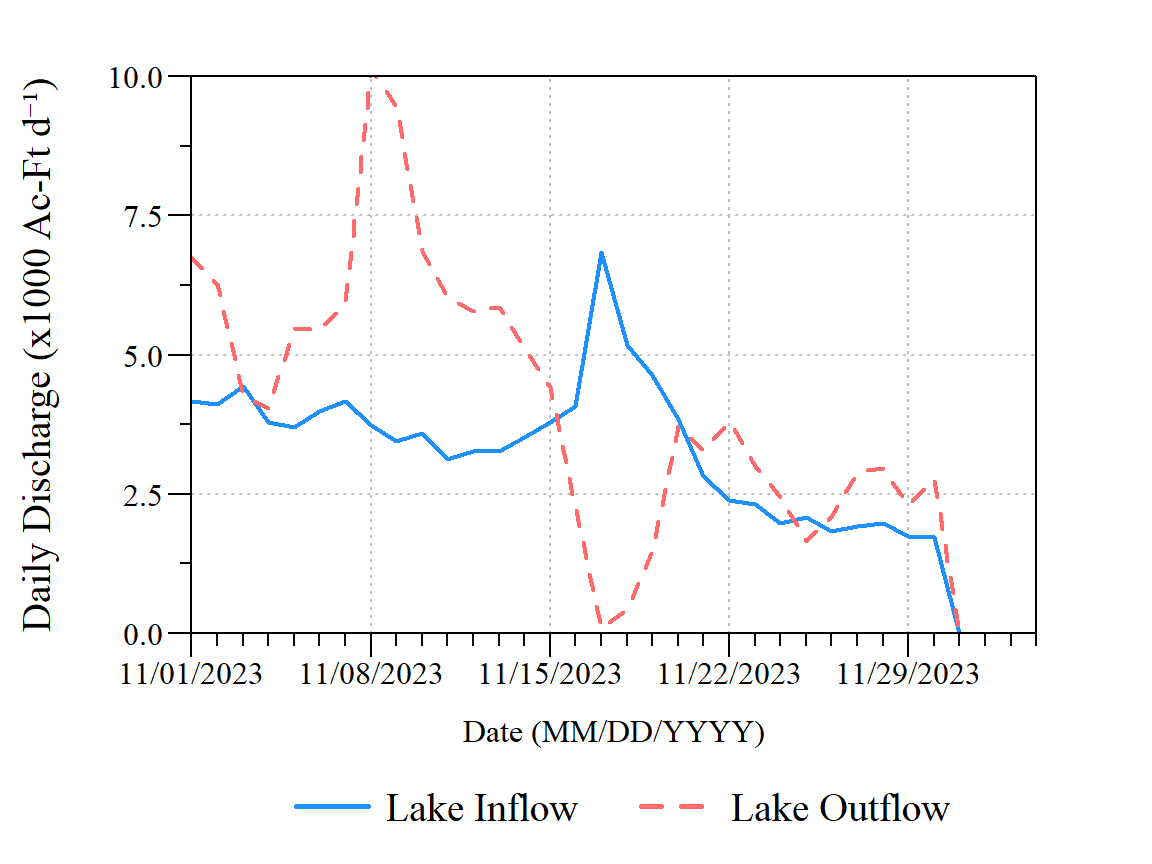 Daily Discharge (x1000 Ac-Ft d⁻¹)
10.0
7.5
5.0
2.5
0.0
11/01/2023 11/08/2023 11/15/2023 11/22/2023 11/29/2023
Date (MM/DD/YYYY)
Lake Inflow Lake Outflow